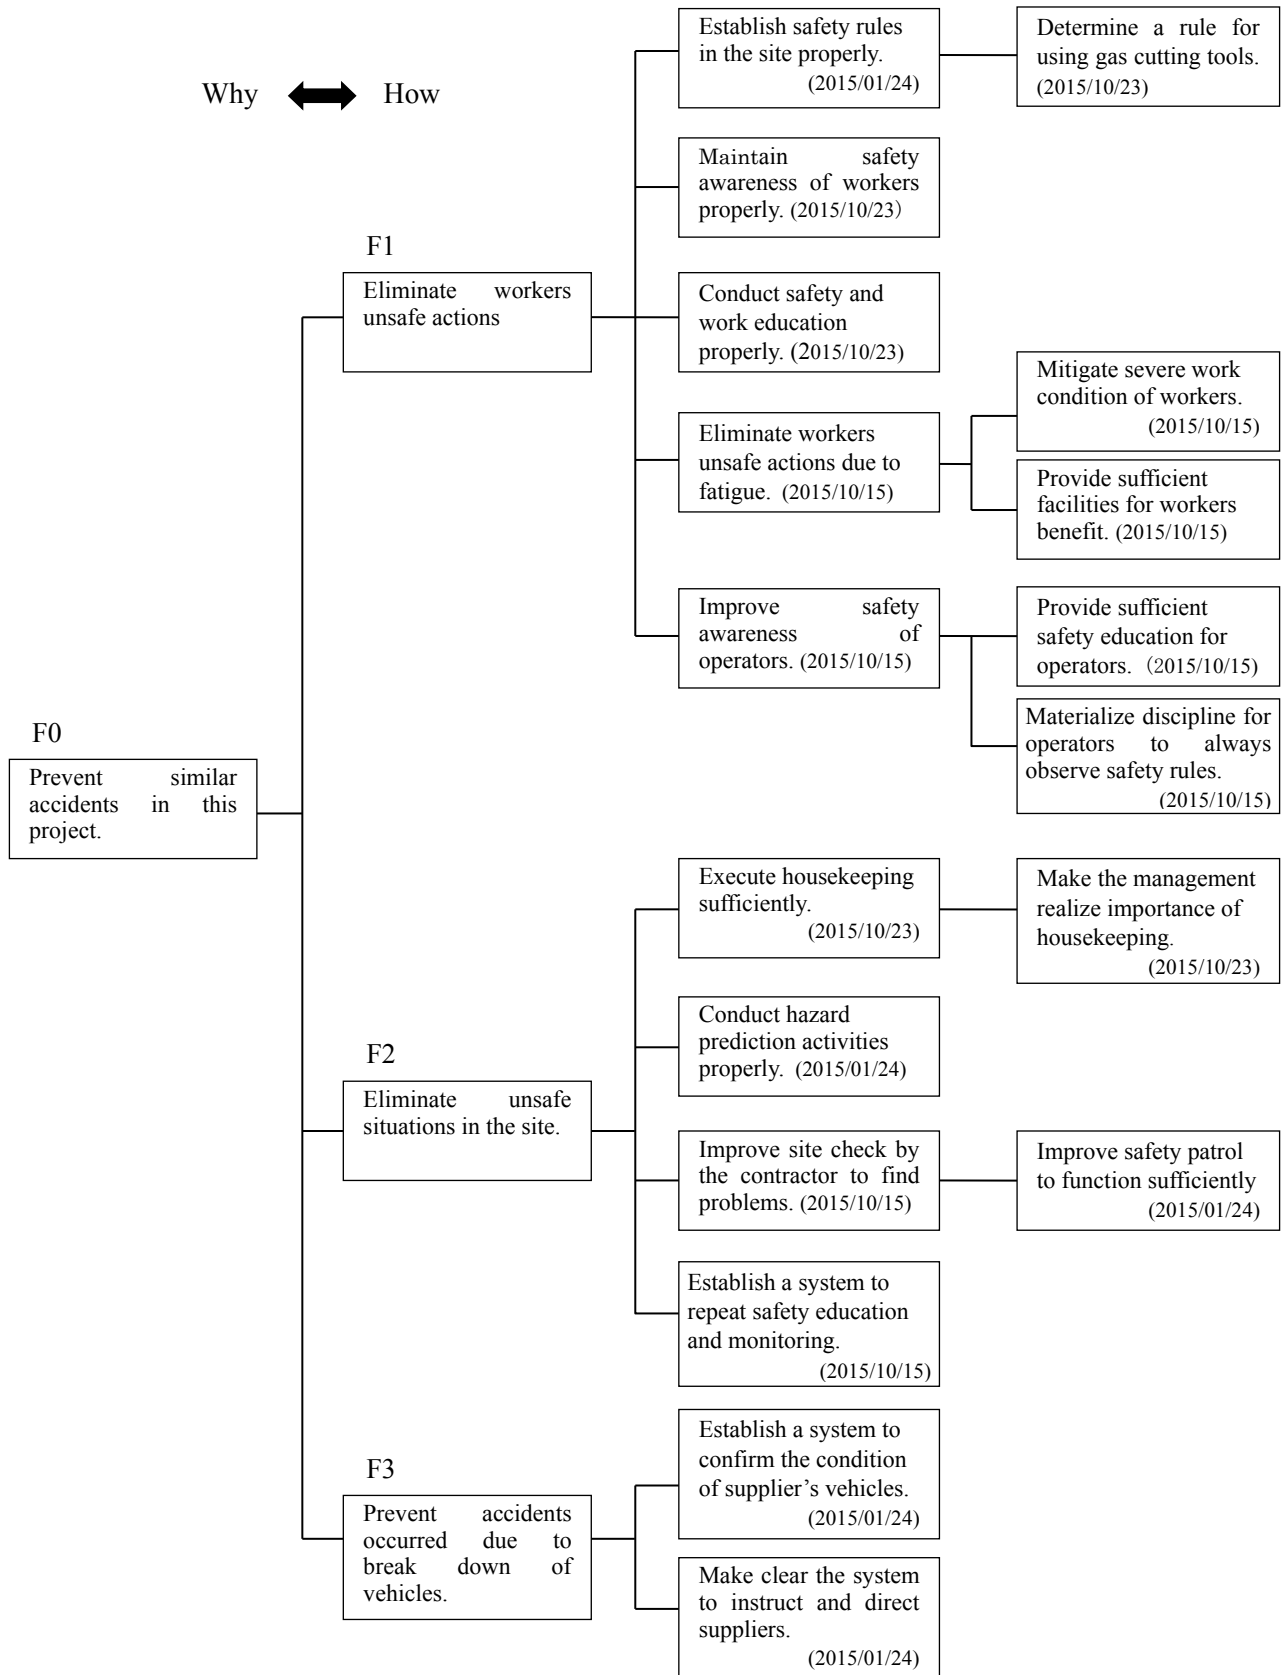 Why
How
Establish safety rules
in the site properly.
(2015/01/24)
Determine a rule for
using gas cutting tools.
(2015/10/23)
Maintain safety
awareness of workers
properly. (2015/10/23)
F1
Eliminate workers
unsafe actions
Conduct safety and
work education
properly. (2015/10/23)
Eliminate workers
unsafe actions due to
fatigue. (2015/10/15)
Mitigate severe work
condition of workers.
(2015/10/15)
Provide sufficient
facilities for workers
benefit. (2015/10/15)
Improve safety
awareness of
operators. (2015/10/15)
Provide sufficient
safety education for
operators. (2015/10/15)
Materialize discipline for
operators to always
observe safety rules.
(2015/10/15)
F0
Prevent similar
accidents in this
project.
Execute housekeeping
sufficiently.
(2015/10/23)
Make the management
realize importance of
housekeeping.
(2015/10/23)
Conduct hazard
prediction activities
properly. (2015/01/24)
F2
Eliminate unsafe
situations in the site.
Improve site check by
the contractor to find
problems. (2015/10/15)
Improve safety patrol
to function sufficiently
(2015/01/24)
Establish a system to
repeat safety education
and monitoring.
(2015/10/15)
Establish a system to
confirm the condition
of supplier’s vehicles.
(2015/01/24)
F3
Prevent accidents
occurred due to
break down of
vehicles.
Make clear the system
to instruct and direct
suppliers.
(2015/01/24)